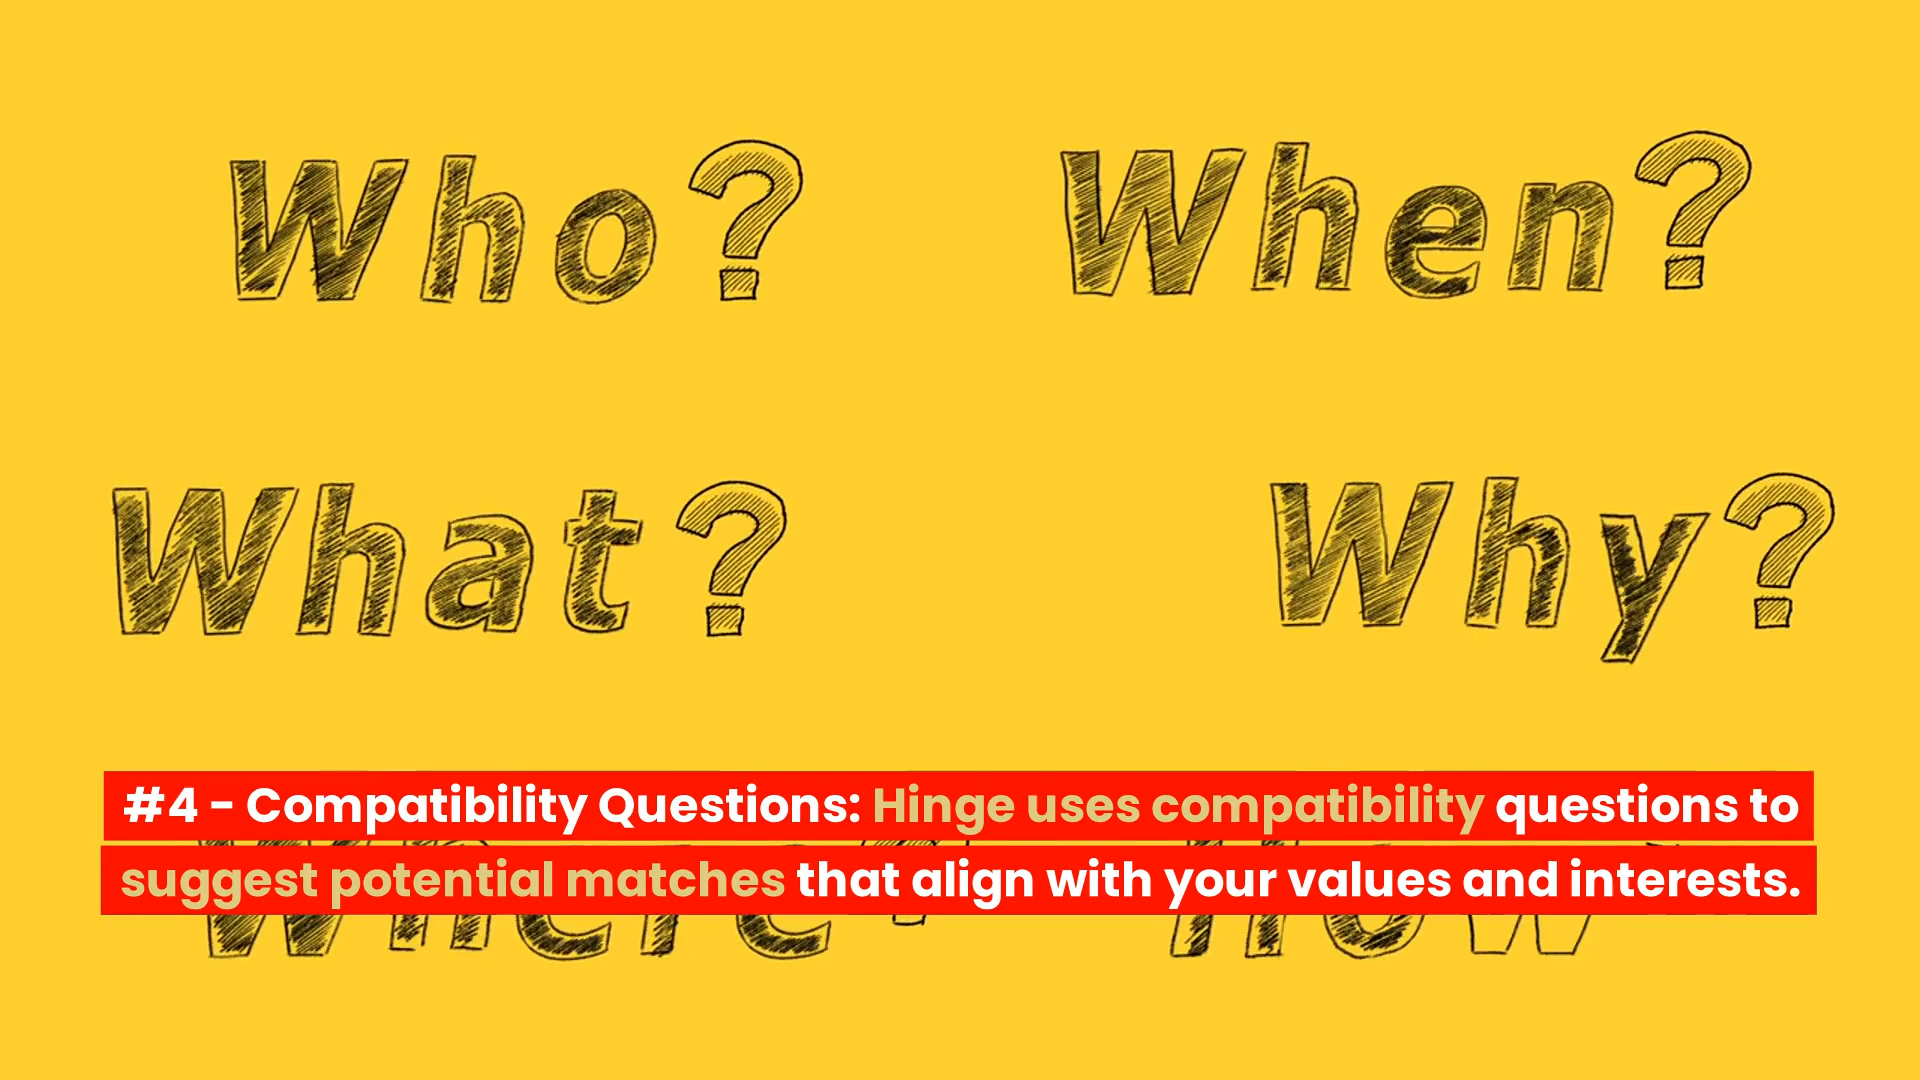 Who? When?
What? Why?
#4 - Compatibility Questions: Hinge uses compatibility questions to
suggest potential matches that align with your values and interests.